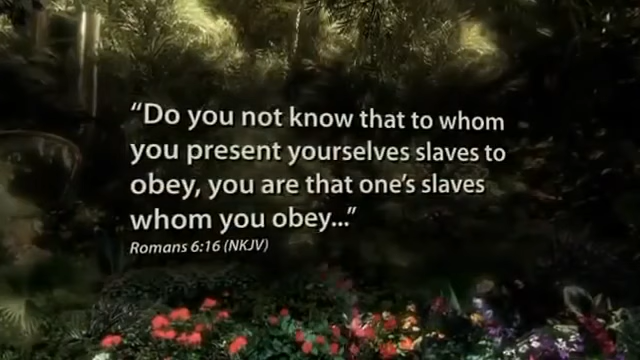 “Do you not know that to whom
you present yourselves slaves to
obey, you are that one’s slaves
whom you obey...”
Romans 6:16 (NKJV)